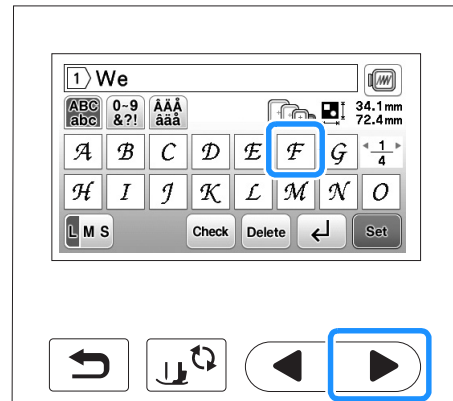 1 We
ABC abc 0~9 &?! ÂÄÅ âäå 34.1 mm 72.4 mm
A B C D E F G 1/4
H I J K L M N O
L M S Check Delete Set